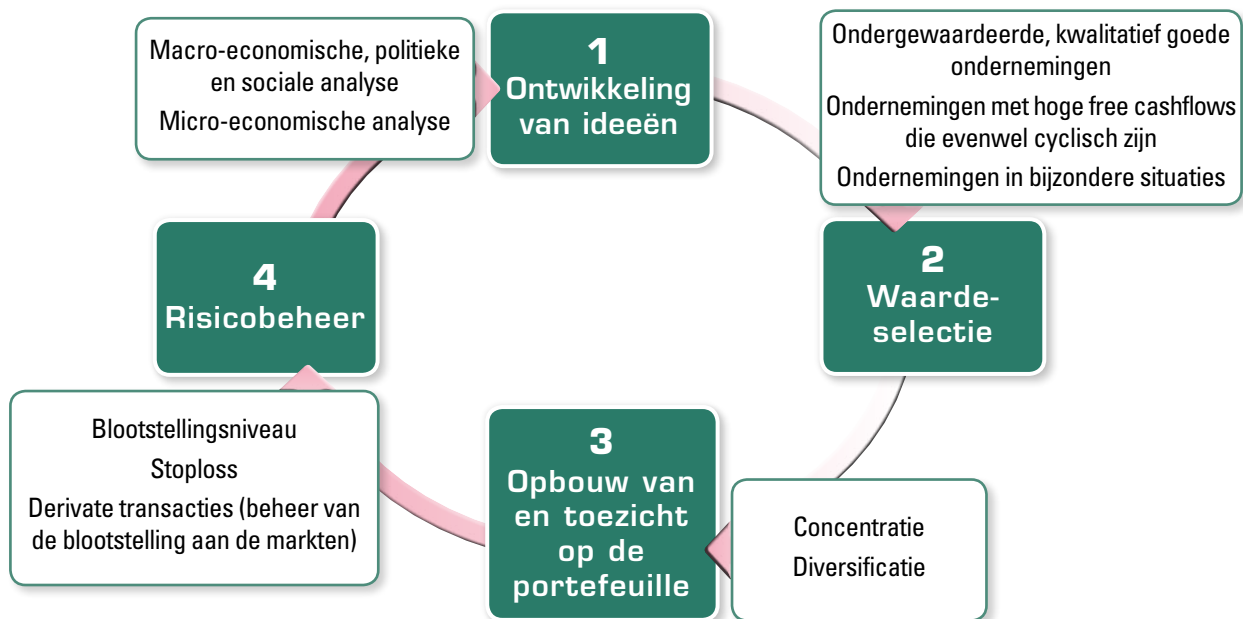 Macro-economische, politieke
en sociale analyse
Micro-economische analyse
1
Ontwikkeling
van ideeën
Ondergewaardeerde, kwalitatief goede
ondernemingen
Ondernemingen met hoge free cashflows
die evenwel cyclisch zijn
Ondernemingen in bijzondere situaties
2
Waarde-
selectie
3
Opbouw van
en toezicht
op de
portefeuille
Concentratie
Diversificatie
4
Risicobeheer
Blootstellingsniveau
Stoploss
Derivate transacties (beheer van
de blootstelling aan de markten)